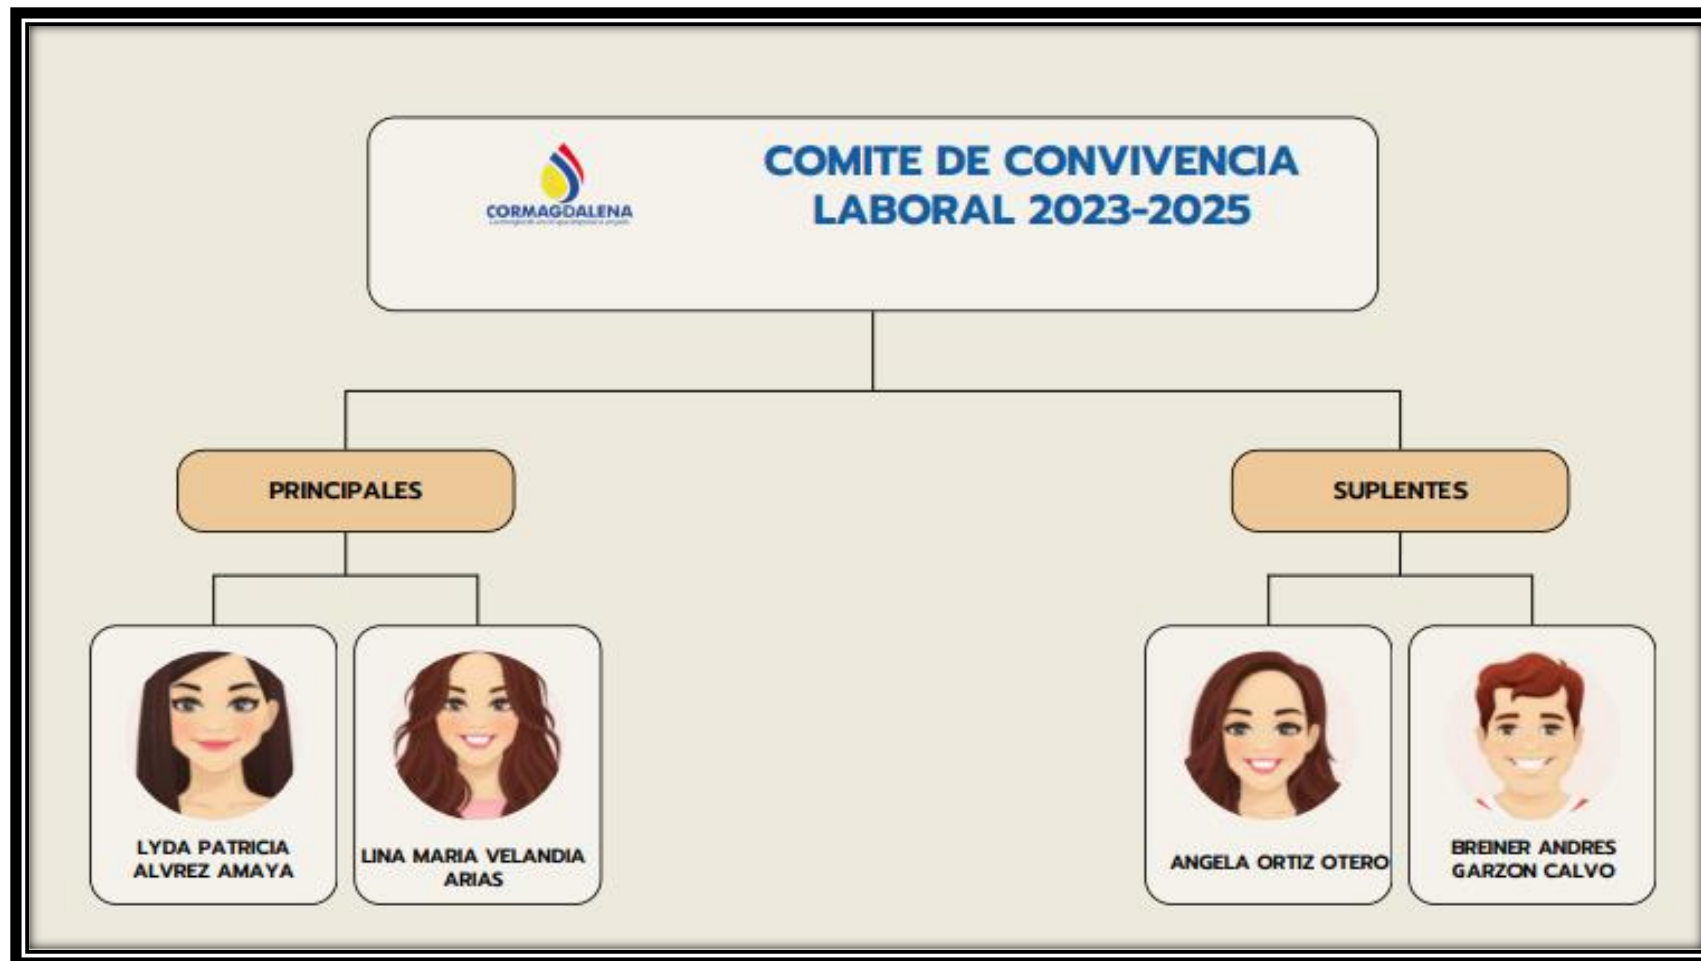 CORMAGDALENA
COMITE DE CONVIVENCIA
LABORAL 2023-2025
PRINCIPALES
SUPLENTES
LYDA PATRICIA
ALVREZ AMAYA
LINA MARIA VELANDIA
ARIAS
ANGELA ORTIZ OTERO
BREINER ANDRES
GARZON CALVO